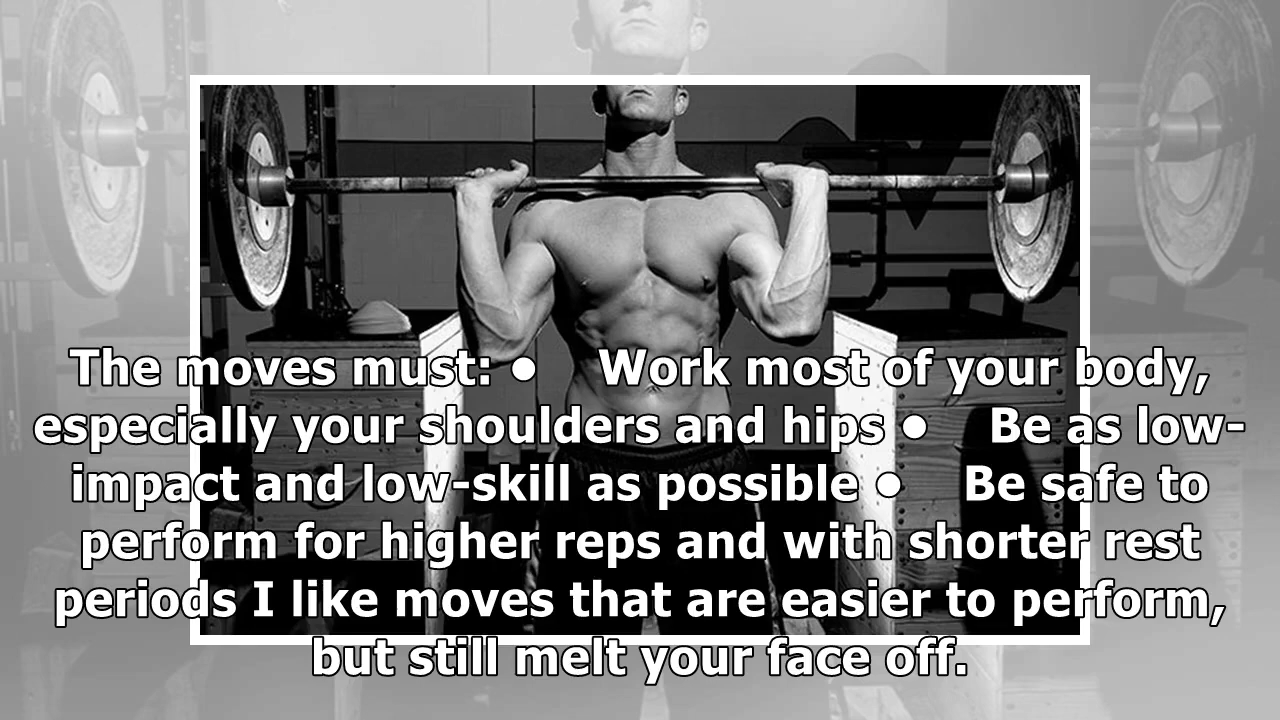 The moves must: ●    Work most of your body,
especially your shoulders and hips ●    Be as low-
impact and low-skill as possible ●    Be safe to
perform for higher reps and with shorter rest
periods I like moves that are easier to perform,
but still melt your face off.